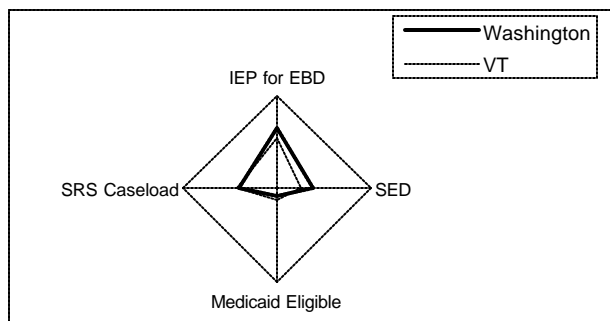 Washington
VT
IEP for EBD
SRS Caseload
SED
Medicaid Eligible